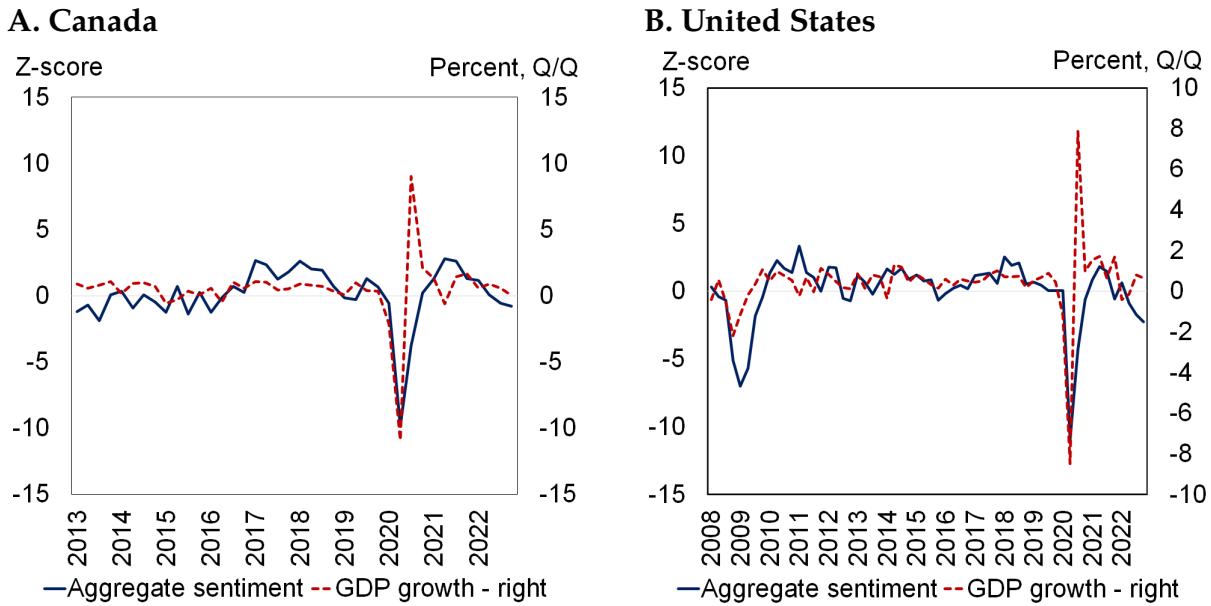 A. Canada
Z-score Percent, Q/Q
15 15
10 10
5 5
0 0
-5 -5
-10 -10
-15 -15
2013 2014 2015 2016 2017 2018 2019 2020 2021 2022
Aggregate sentiment GDP growth - right
B. United States
Z-score Percent, Q/Q
15 10
8
10 6
4
5 2
0 0
-2
-5 -4
-6
-10 -8
-15 -10
2008 2009 2010 2011 2012 2013 2014 2015 2016 2017 2018 2019 2020 2021 2022
Aggregate sentiment GDP growth - right